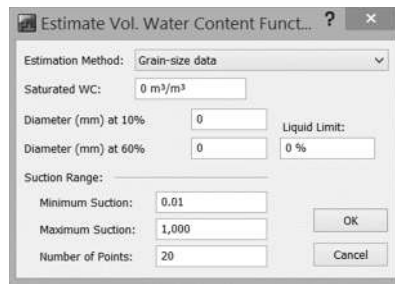 Estimate Vol. Water Content Funct... ? ×
Estimation Method: Grain-size data
Saturated WC: 0 m³/m³
Diameter (mm) at 10% 0
Liquid Limit:
Diameter (mm) at 60% 0 0 %
Suction Range:
Minimum Suction: 0.01
Maximum Suction: 1,000
OK
Number of Points: 20
Cancel